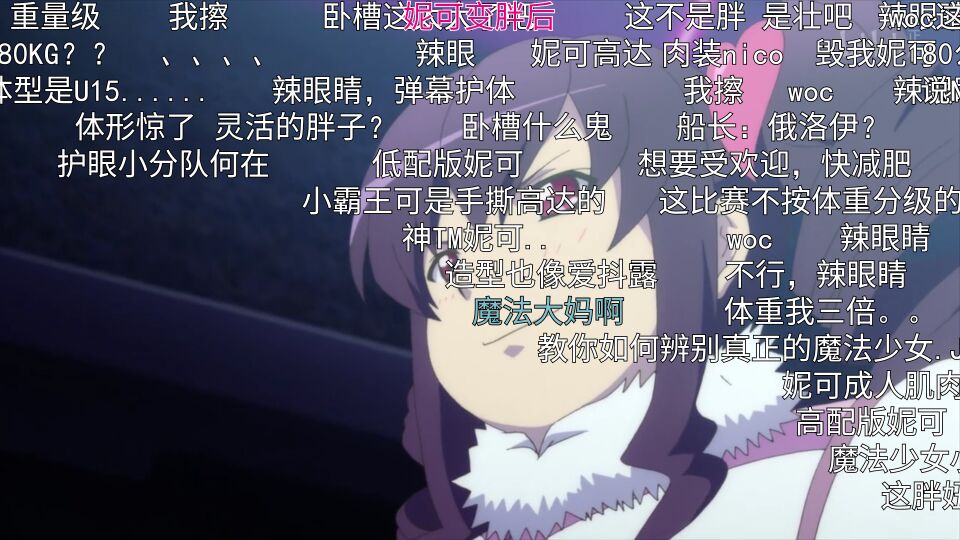 重量级 我擦 卧槽这 妮可变胖后 这不是胖 是壮吧 辣眼 woc
80KG？？ 、、、、 辣眼 妮可高达 肉装nico 毁我妮可 80
体型是U15...... 辣眼睛，弹幕护体 我擦 woc 辣
体形惊了 灵活的胖子？ 卧槽什么鬼 船长：俄洛伊？
护眼小分队何在 低配版妮可 想要受欢迎，快减肥
小霸王可是手撕高达的 这比赛不按体重分级的
神TM妮可.. woc 辣眼睛
造型也像爱抖露 不行，辣眼睛
魔法大妈啊 体重我三倍。。
教你如何辨别真正的魔法少女.J
妮可成人肌肉
高配版妮可
魔法少女小
这胖妞